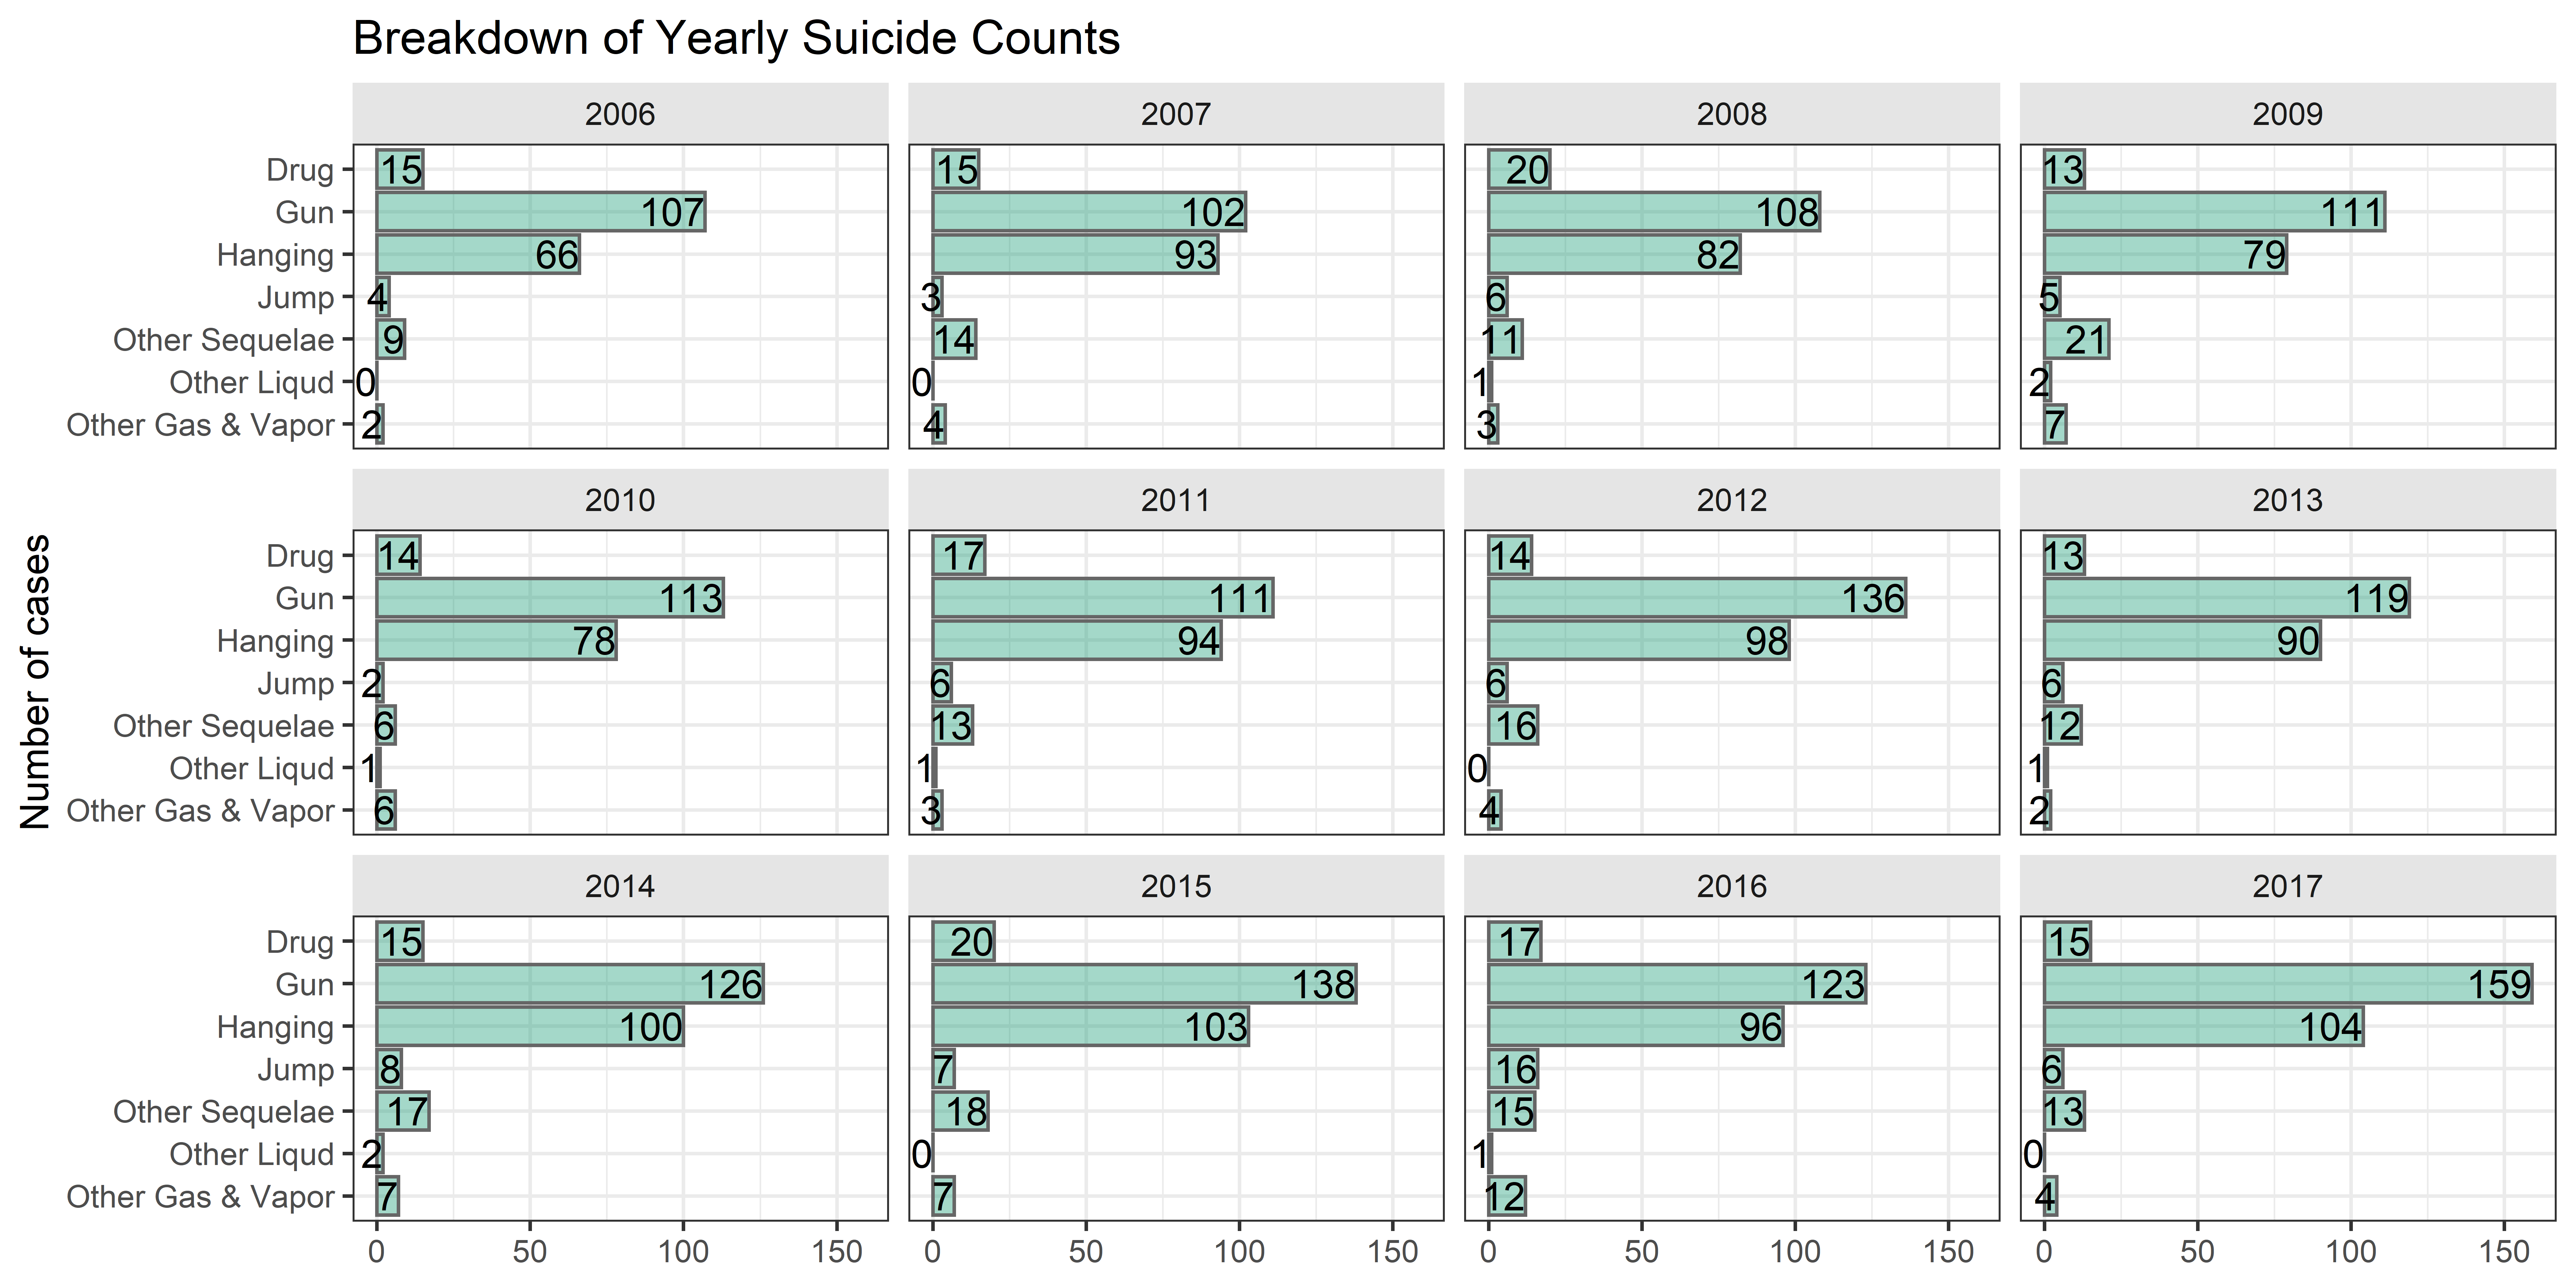 Breakdown of Yearly Suicide Counts
Number of cases
2006
Drug 15
Gun 107
Hanging 66
Jump 4
Other Sequelae 9
Other Liqud 0
Other Gas & Vapor 2
2007
15
102
93
3
14
0
4
2008
20
108
82
6
11
1
3
2009
13
111
79
5
21
2
7
2010
Drug 14
Gun 113
Hanging 78
Jump 2
Other Sequelae 6
Other Liqud 1
Other Gas & Vapor 6
2011
17
111
94
6
13
1
3
2012
14
136
98
6
16
0
4
2013
13
119
90
6
12
1
2
2014
Drug 15
Gun 126
Hanging 100
Jump 8
Other Sequelae 17
Other Liqud 2
Other Gas & Vapor 7
0 50 100 150
2015
20
138
103
7
18
0
7
0 50 100 150
2016
17
123
96
16
15
1
12
0 50 100 150
2017
15
159
104
6
13
0
4
0 50 100 150